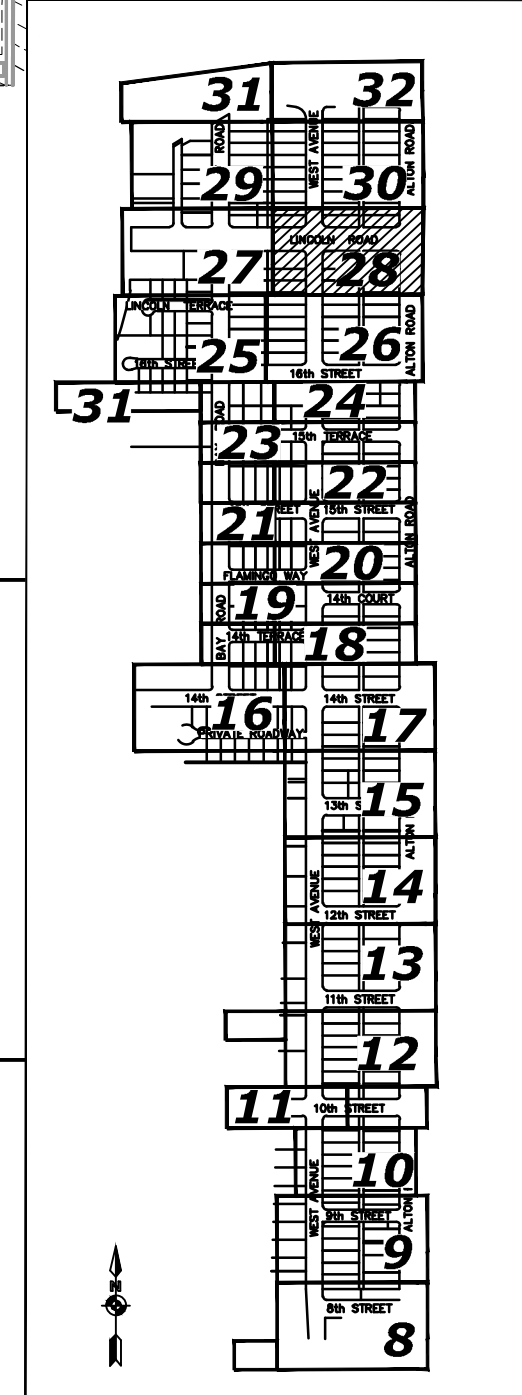 31
32
ROAD
WEST AVENUE
ALTON ROAD
29
30
LINCOLN ROAD
27
28
LINCOLN TERRACE
ALTON ROAD
25
26
16th STREET
31
24
15th TERRACE
23
22
WEST AVENUE
15th STREET
ALTON ROAD
21
20
FLAMINGO WAY
19
14th COURT
BAY ROAD
14th TERRACE
18
14th
16
14th STREET
17
PRIVATE ROADWAY
15
13th S
ALTON
14
WEST AVENUE
12th STREET
13
11th STREET
12
11
10th STREET
10
WEST AVENUE
9th STREET
ALTON
9
N
8th STREET
8